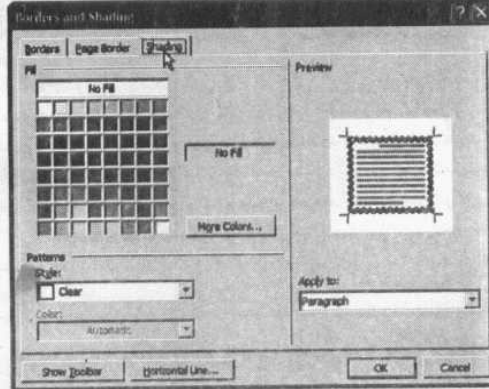 Borders and Shading
Borders Page Border Shading
Fill
No Fill
No Fill
More Colors...
Patterns
Style:
Clear
Color:
Automatic
Preview
Apply to:
Paragraph
Show Toolbar
Horizontal Line...
OK
Cancel